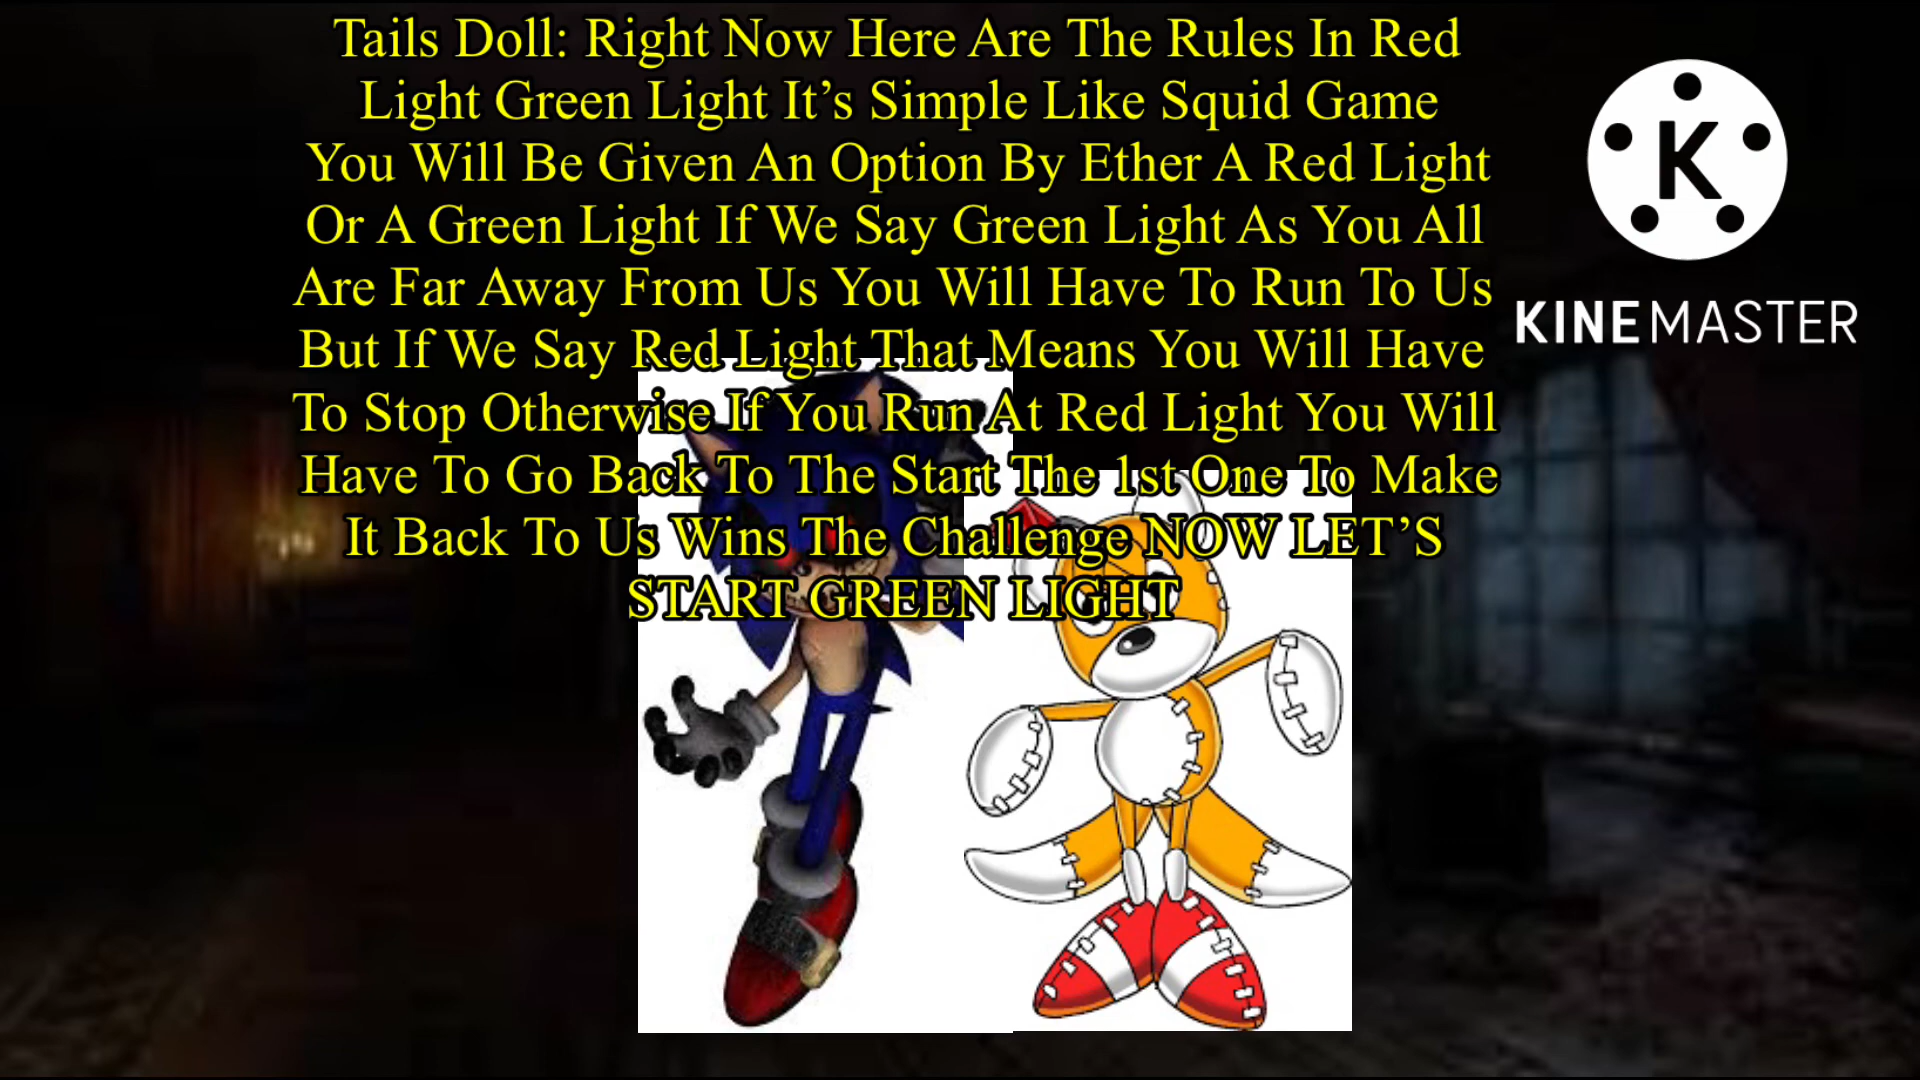 Tails Doll: Right Now Here Are The Rules In Red
Light Green Light It’s Simple Like Squid Game
You Will Be Given An Option By Ether A Red Light
Or A Green Light If We Say Green Light As You All
Are Far Away From Us You Will Have To Run To Us
But If We Say Red Light That Means You Will Have
To Stop Otherwise If You Run At Red Light You Will
Have To Go Back To The Start The 1st One To Make
It Back To Us Wins The Challenge NOW LET’S
START GREEN LIGHT
K
KINEMASTER